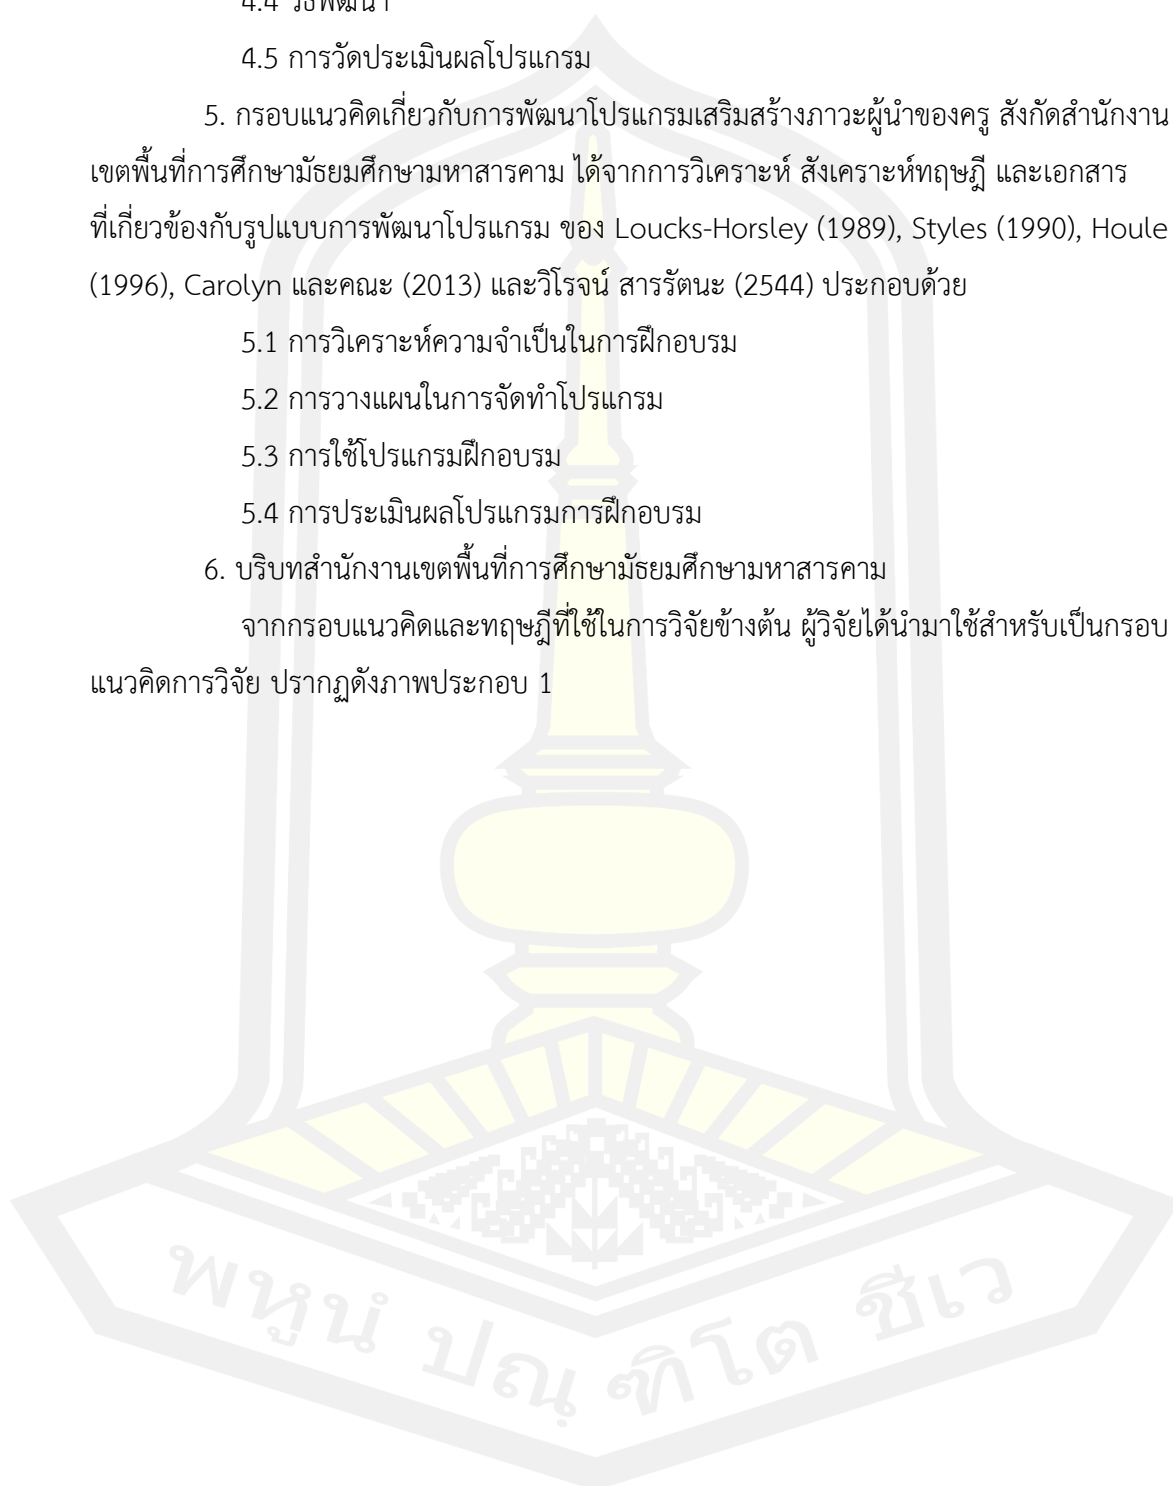 4.4 วิธีพัฒนา
4.5 การวัดประเมินผลโปรแกรม
5. กรอบแนวคิดเกี่ยวกับการพัฒนาโปรแกรมเสริมสร้างภาวะผู้นำของครู สังกัดสำนักงาน
เขตพื้นที่การศึกษามัธยมศึกษามหาสารคาม ได้จากการวิเคราะห์ สังเคราะห์ทฤษฎี และเอกสาร
ที่เกี่ยวข้องกับรูปแบบการพัฒนาโปรแกรม ของ Loucks-Horsley (1989), Styles (1990), Houle
(1996), Carolyn และคณะ (2013) และวิโรจน์ สารรัตนะ (2544) ประกอบด้วย
5.1 การวิเคราะห์ความจำเป็นในการฝึกอบรม
5.2 การวางแผนในการจัดทำโปรแกรม
5.3 การใช้โปรแกรมฝึกอบรม
5.4 การประเมินผลโปรแกรมการฝึกอบรม
6. บริบทสำนักงานเขตพื้นที่การศึกษามัธยมศึกษามหาสารคาม
จากกรอบแนวคิดและทฤษฎีที่ใช้ในการวิจัยข้างต้น ผู้วิจัยได้นำมาใช้สำหรับเป็นกรอบ
แนวคิดการวิจัย ปรากฏดังภาพประกอบ 1
พหูนํ ปณฺฑิโต ชีเว